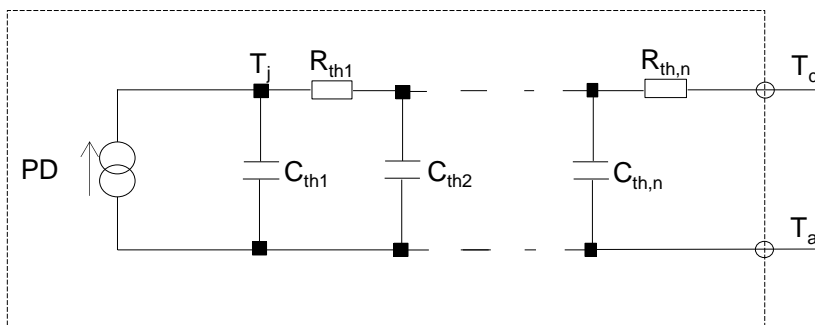 T_j
R_th1
R_th,n
T_c
PD
C_th1
C_th2
C_th,n
T_a